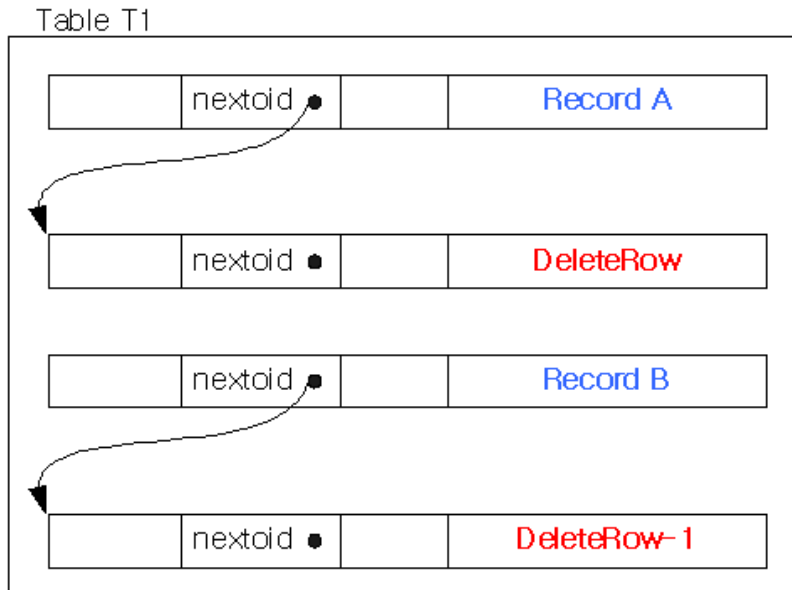 Table T1
nextoid Record A
nextoid DeleteRow
nextoid Record B
nextoid DeleteRow-1